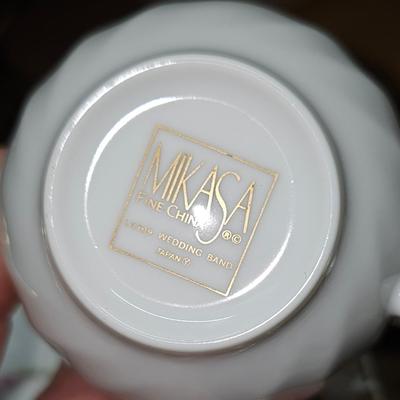 MIKASA
FINE CHINA ®©
WEDDING BAND
JAPAN